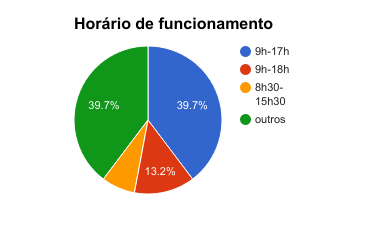 Horário de funcionamento
9h-17h
9h-18h
8h30-
15h30
outros
39.7%
39.7%
13.2%